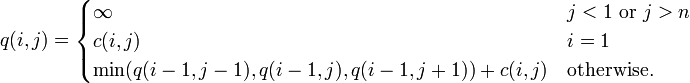 q(i, j) = { ∞ j < 1 or j > n
c(i, j) i = 1
min(q(i − 1, j − 1), q(i − 1, j), q(i − 1, j + 1)) + c(i, j) otherwise.